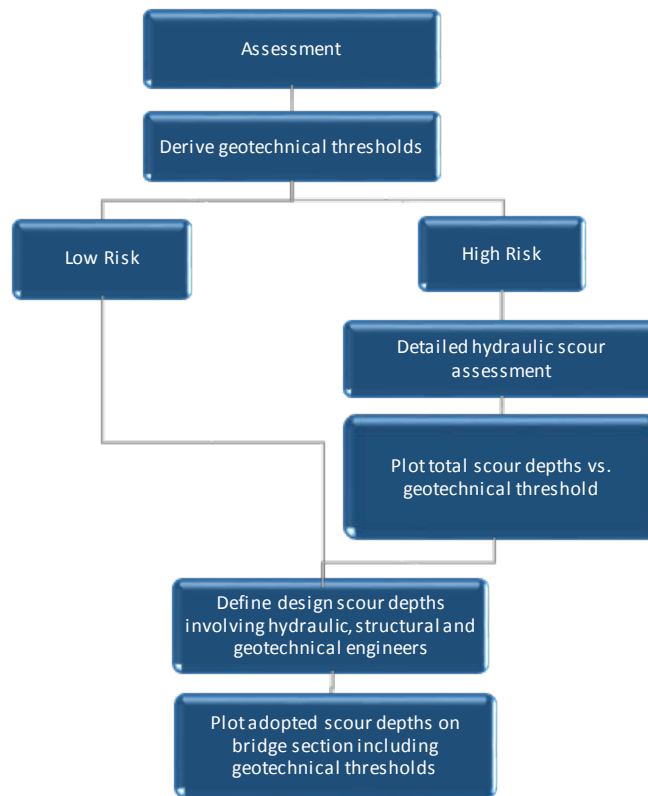 Assessment
Derive geotechnical thresholds
Low Risk
High Risk
Detailed hydraulic scour
assessment
Plot total scour depths vs.
geotechnical threshold
Define design scour depths
involving hydraulic, structural and
geotechnical engineers
Plot adopted scour depths on
bridge section including
geotechnical thresholds